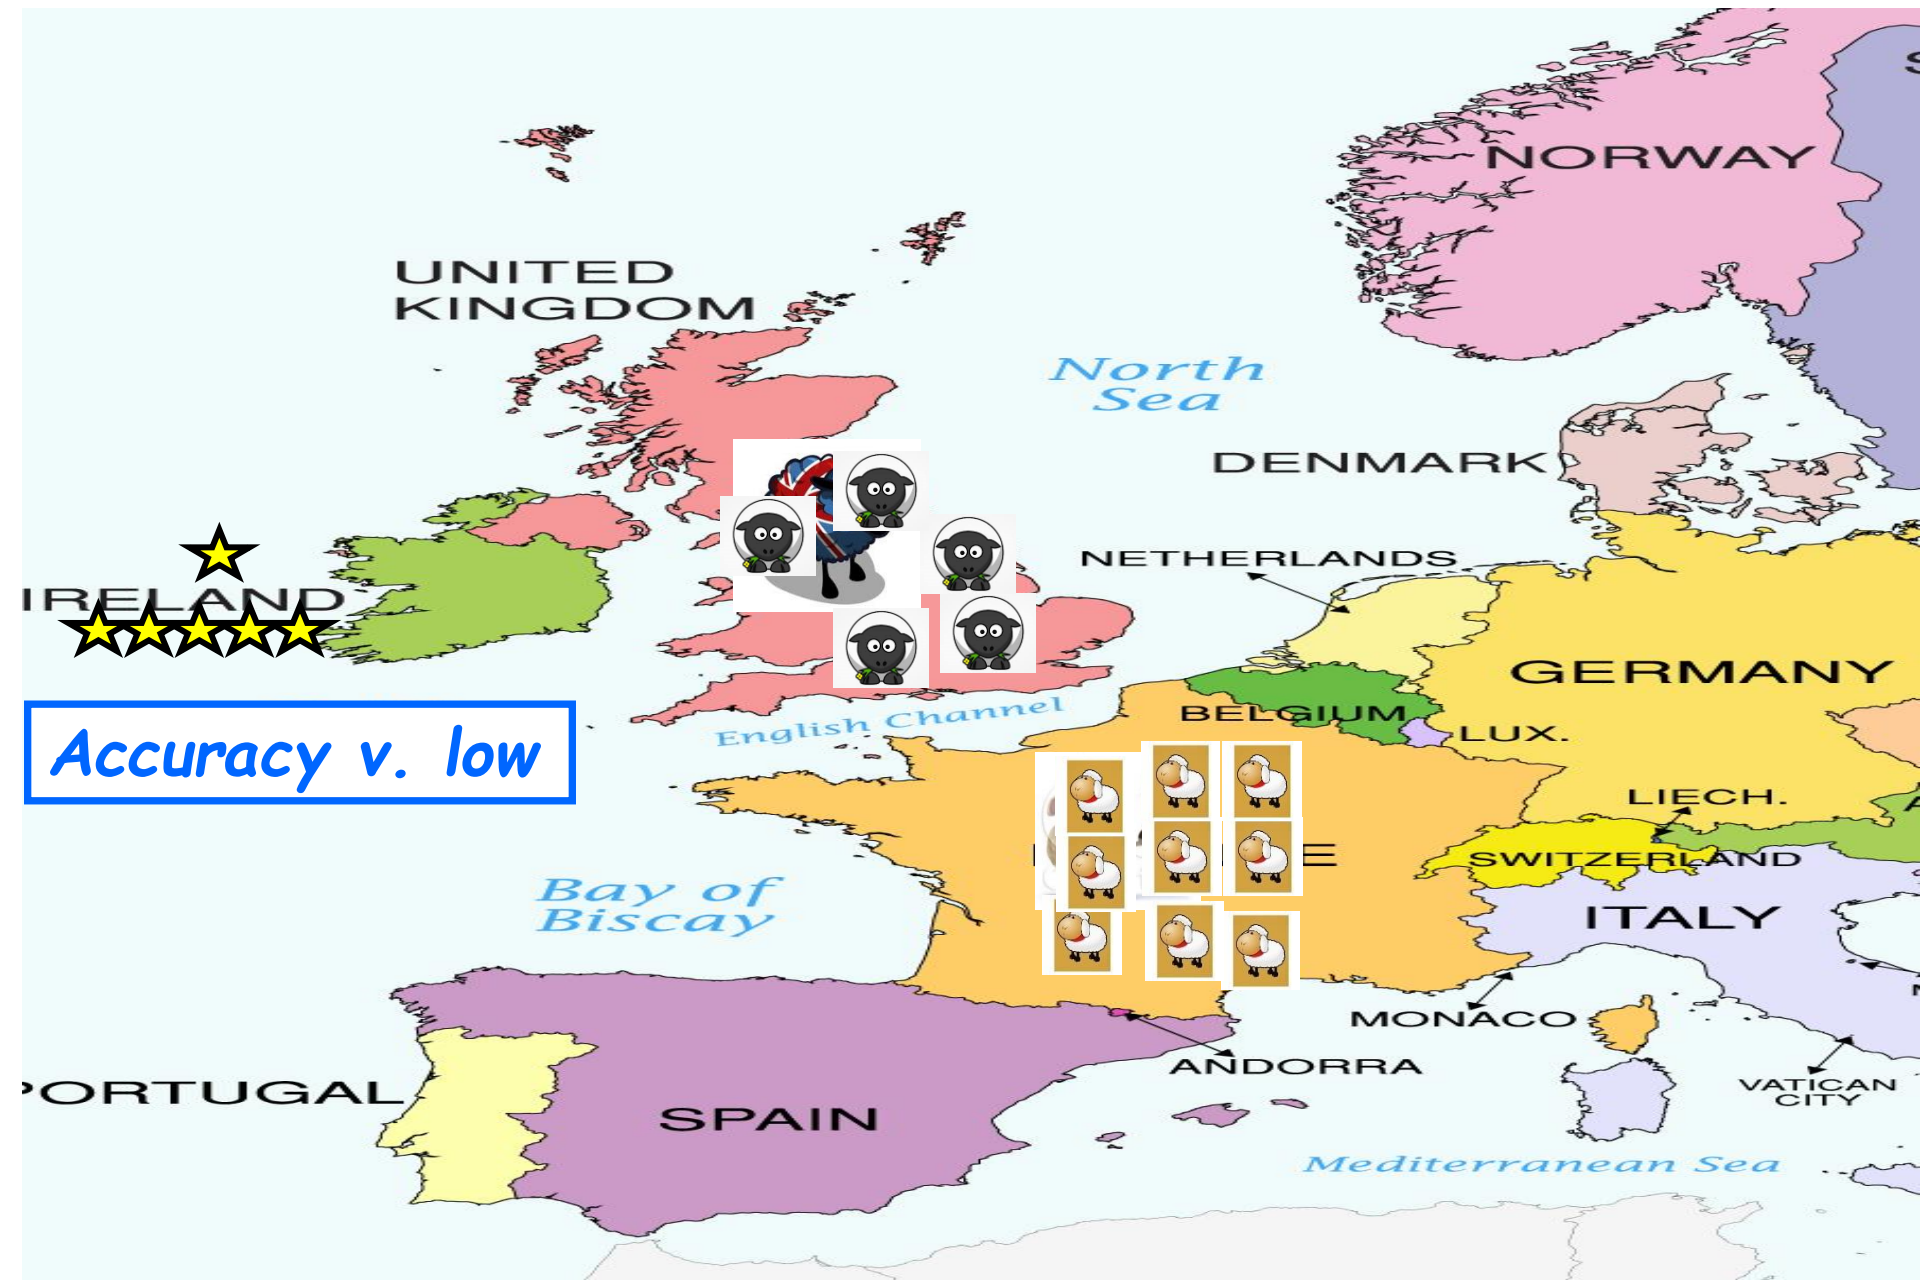 NORWAY
UNITED
KINGDOM
North
Sea
DENMARK
NETHERLANDS
IRELAND
GERMANY
BELGIUM
English Channel
LUX.
Accuracy v. low
LIECH.
SWITZERLAND
Bay of
Biscay
ITALY
MONACO
ANDORRA
VATICAN
CITY
PORTUGAL
SPAIN
Mediterranean Sea